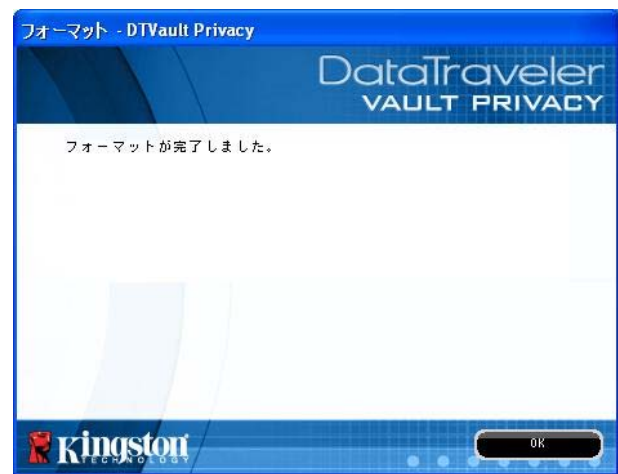 フォーマット - DTVault Privacy
DataTraveler
VAULT PRIVACY
フォーマットが完了しました。
Kingston
TECHNOLOGY
OK